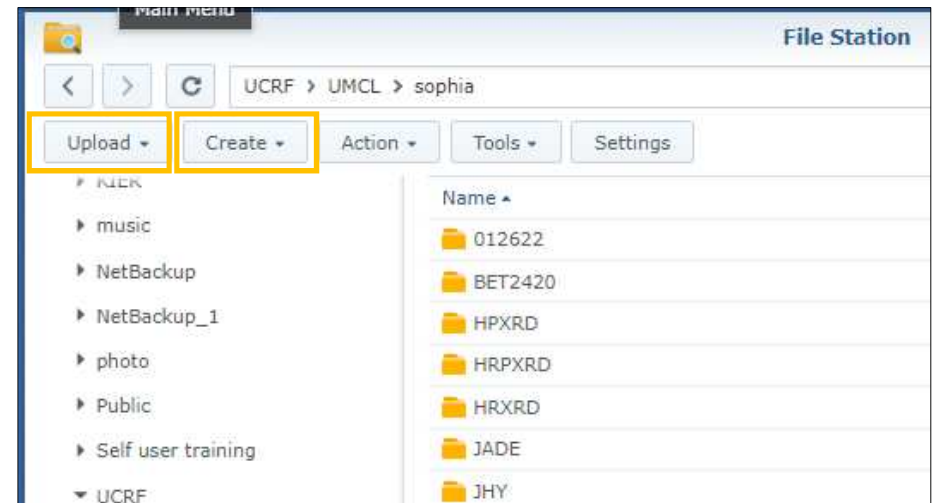 Main Menu
File Station
UCRF > UMCL > sophia
Upload Create Action Tools Settings
KIER
music
NetBackup
NetBackup_1
photo
Public
Self user training
UCRF
Name
012622
BET2420
HPXRD
HRPXRD
HRXRD
JADE
JHY